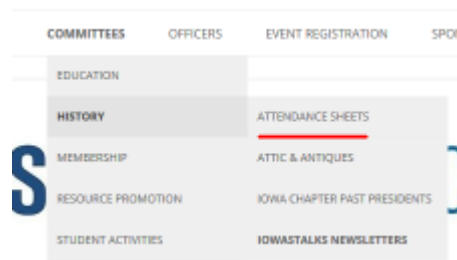 COMMITTEES OFFICERS EVENT REGISTRATION
EDUCATION
HISTORY ATTENDANCE SHEETS
MEMBERSHIP ATTIC & ANTIQUES
RESOURCE PROMOTION IOWA CHAPTER PAST PRESIDENTS
STUDENT ACTIVITIES IOWASTALKS NEWSLETTERS